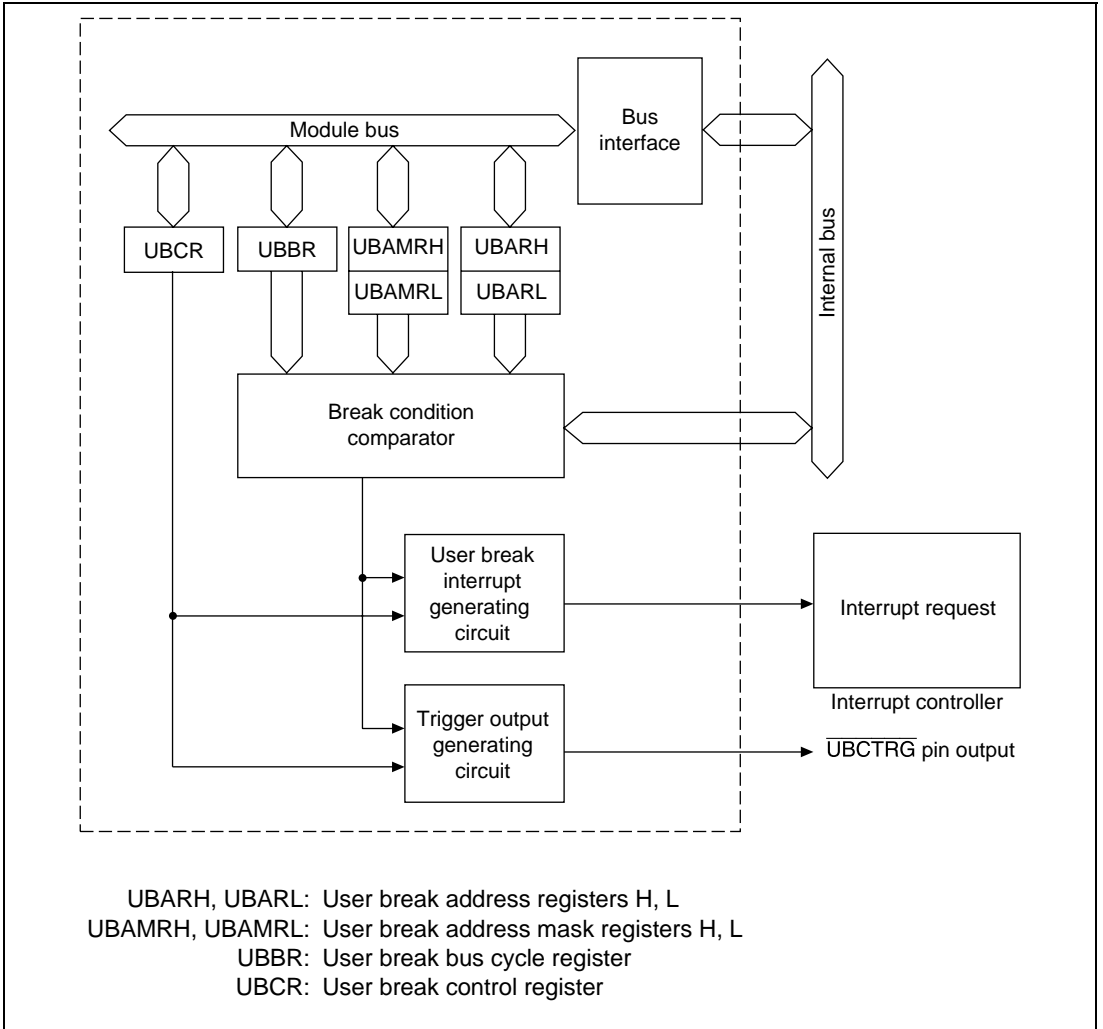 Bus
interface
Module bus
Internal bus
UBCR
UBBR
UBAMRH
UBARH
UBAMRL
UBARL
Break condition
comparator
User break
interrupt
generating
circuit
Interrupt request
Interrupt controller
Trigger output
generating
circuit
UBCTRG pin output
UBARH, UBARL: User break address registers H, L
UBAMRH, UBAMRL: User break address mask registers H, L
UBBR: User break bus cycle register
UBCR: User break control register